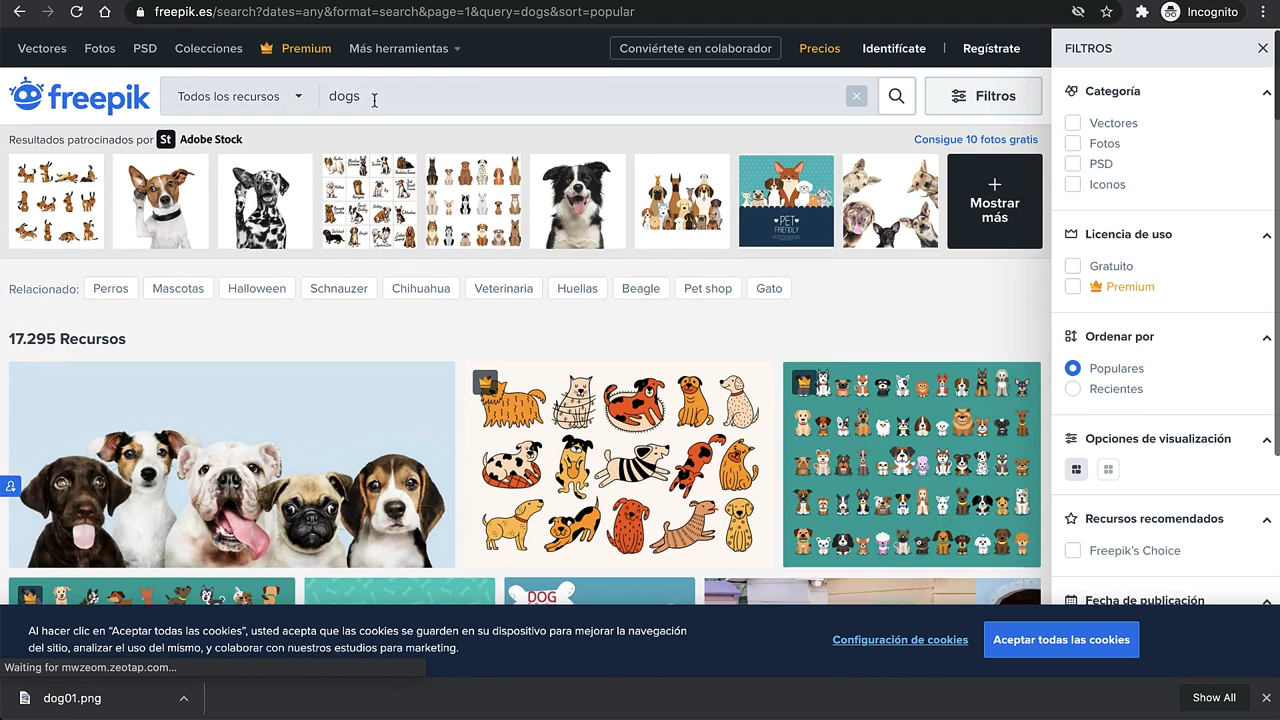 freepik.es/search?dates=any&format=search&page=1&query=dogs&sort=popular
Incognito
Vectores Fotos PSD Colecciones Premium Más herramientas Conviértete en colaborador Precios Identifícate | Regístrate
FILTROS
freepik
Todos los recursos
dogs
Filtros
Categoría
Vectores
Fotos
PSD
Iconos
Resultados patrocinados por St Adobe Stock
Consigue 10 fotos gratis
PET
FRIENDLY
Mostrar
más
Licencia de uso
Gratuito
Premium
Relacionado: Perros Mascotas Halloween Schnauzer Chihuahua Veterinaria Huellas Beagle Pet shop Gato
17.295 Recursos
Ordenar por
Populares
Recientes
Opciones de visualización
Recursos recomendados
Freepik's Choice
Fecha de publicación
DOG
Al hacer clic en “Aceptar todas las cookies”, usted acepta que las cookies se guarden en su dispositivo para mejorar la navegación
del sitio, analizar el uso del mismo, y colaborar con nuestros estudios para marketing.
Configuración de cookies
Aceptar todas las cookies
Waiting for mwzeom.zeotap.com...
dog01.png
Show All